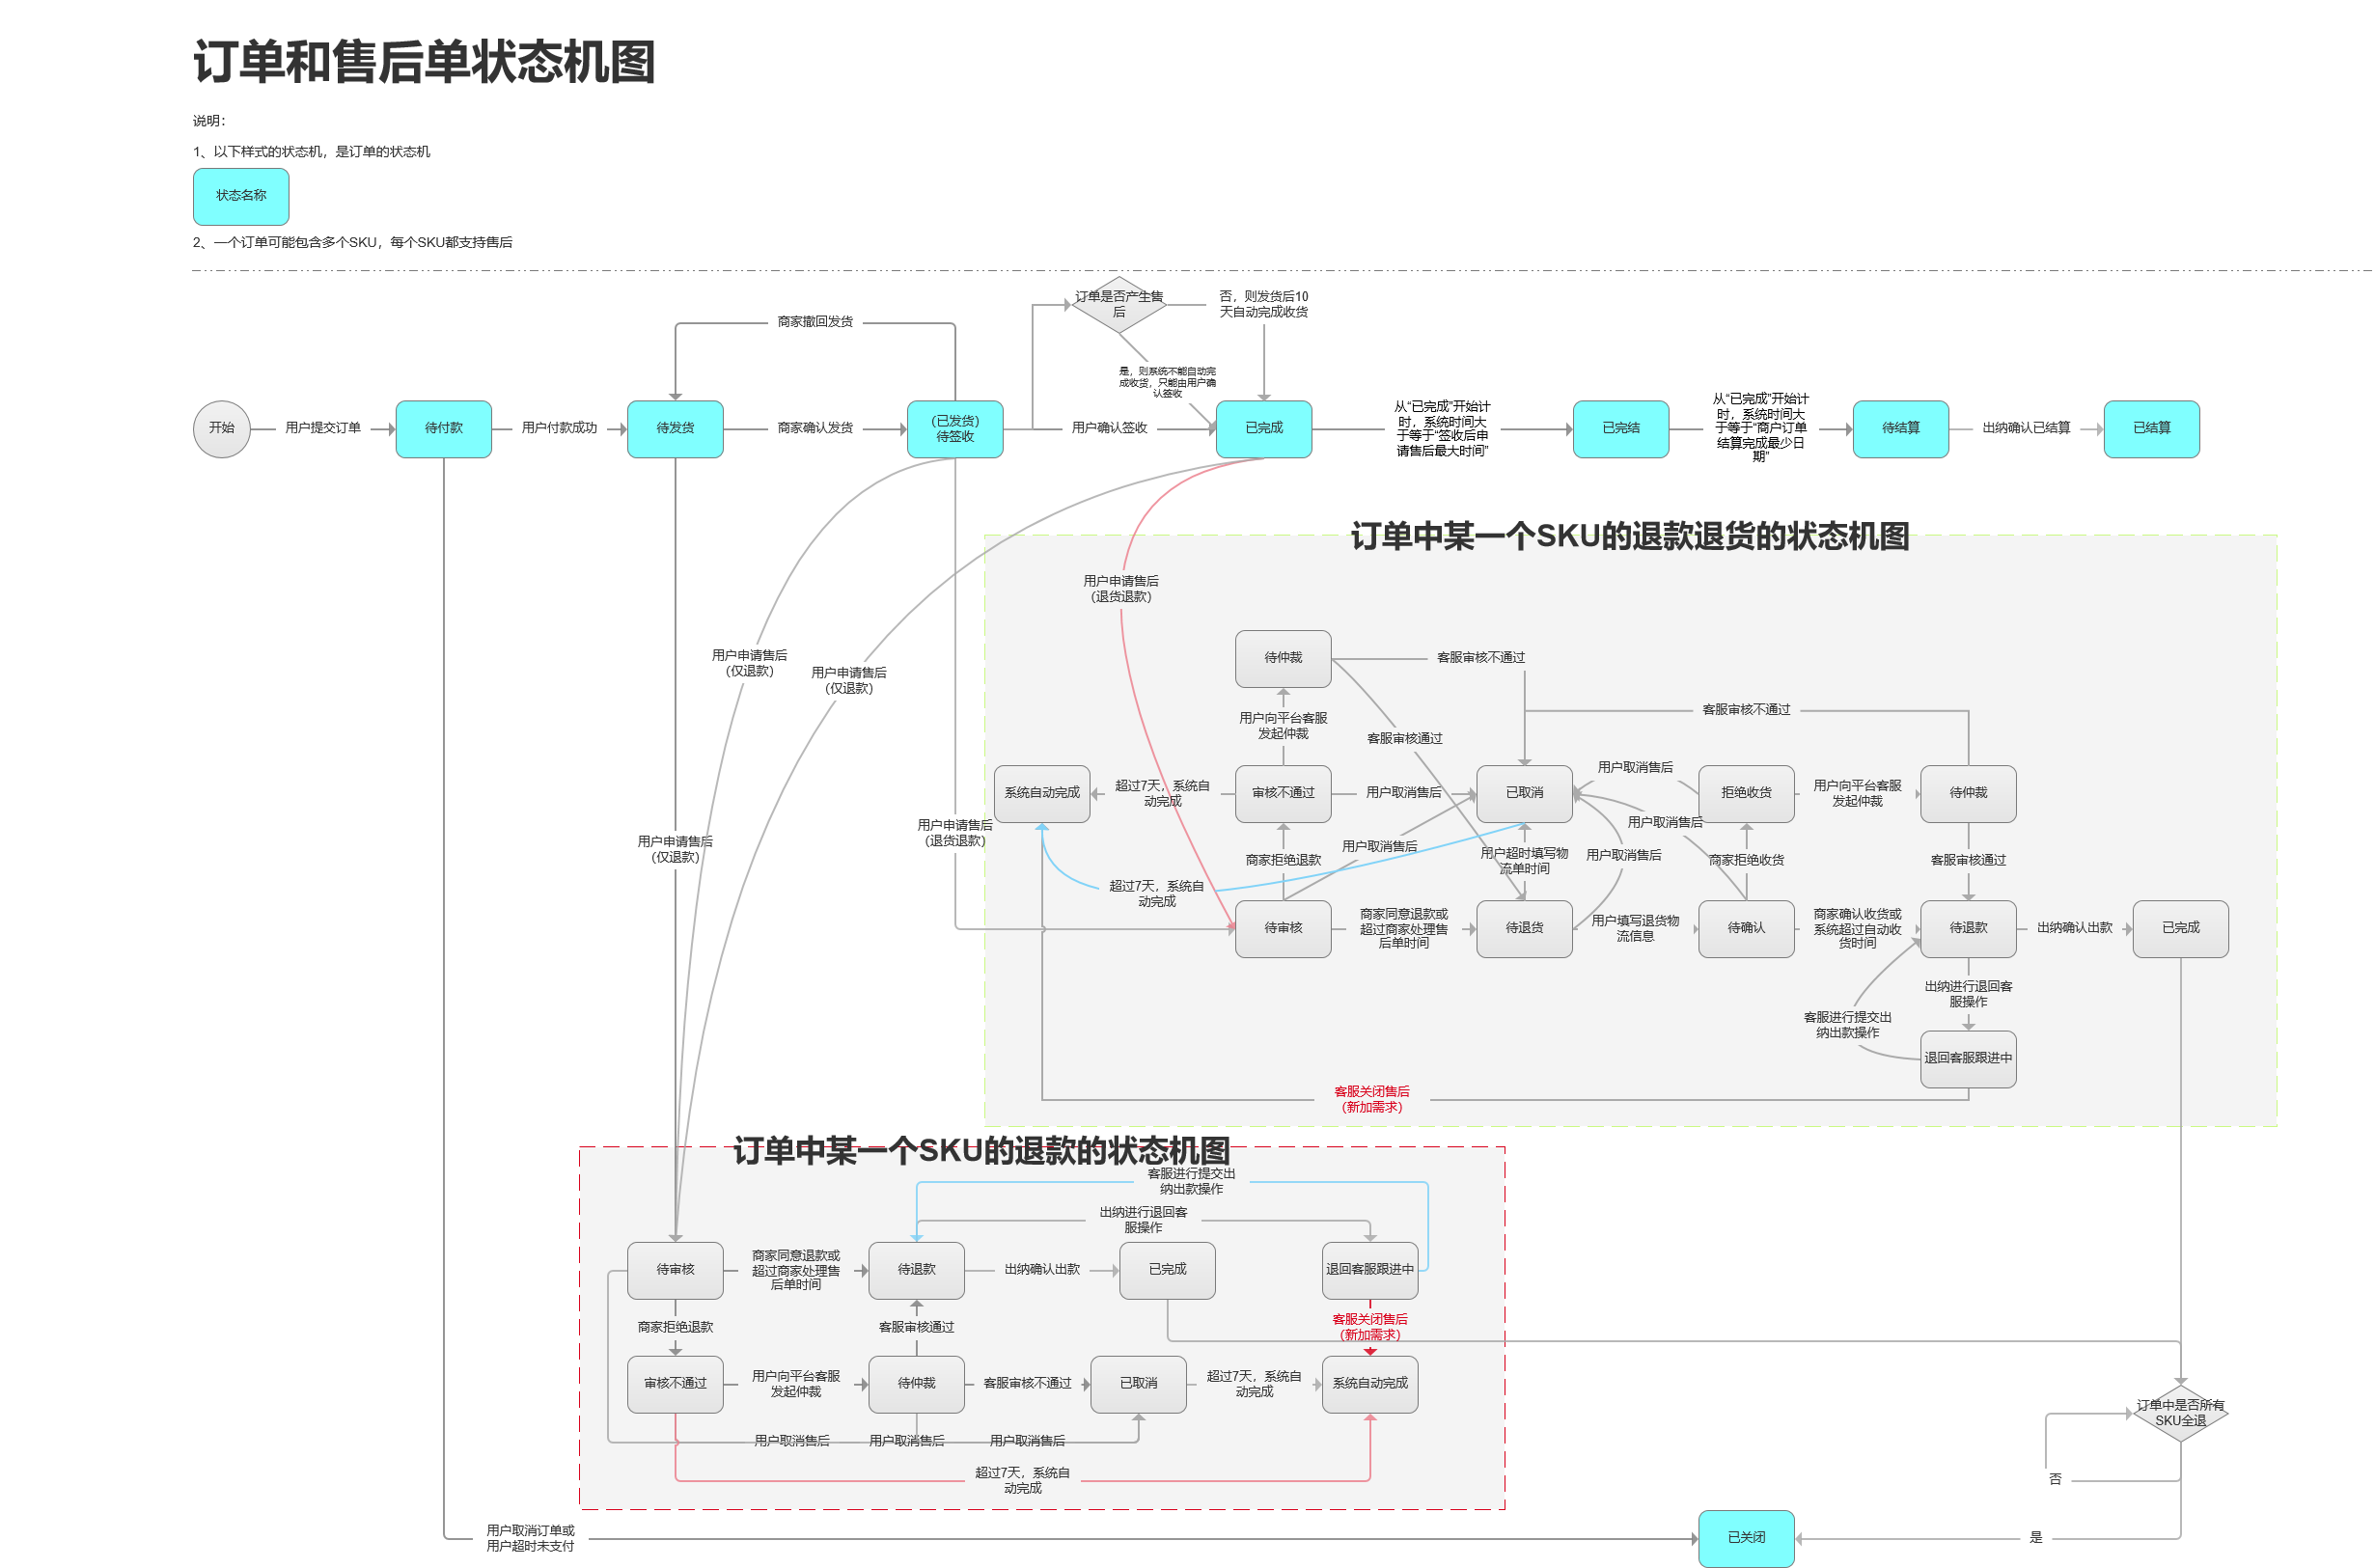 订单和售后单状态机图
说明：
1、以下样式的状态机，是订单的状态机
状态名称
2、一个订单可能包含多个SKU，每个SKU都支持售后
订单是否产生售
后
否，则发货后10
天自动完成收货
商家撤回发货
是，则系统不能自动完
成收货，只能由用户确
认签收
开始
用户提交订单
待付款
用户付款成功
待发货
商家确认发货
(已发货)
待签收
用户确认签收
已完成
从“已完成”开始计
时，系统时间大
于等于“签收后申
请售后最大时间”
已完结
从“已完成”开始计
时，系统时间大
于等于“商户订单
结算完成最少日
期”
待结算
出纳确认已结算
已结算
订单中某一个SKU的退款退货的状态机图
用户申请售后
(退货退款)
用户申请售后
(仅退款)
用户申请售后
(仅退款)
用户申请售后
(仅退款)
用户申请售后
(退货退款)
待仲裁
客服审核不通过
用户向平台客服
发起仲裁
客服审核通过
客服审核不通过
系统自动完成
超过7天，系统自
动完成
审核不通过
用户取消售后
已取消
用户取消售后
拒绝收货
用户向平台客服
发起仲裁
待仲裁
用户取消售后
商家拒绝退款
用户取消售后
用户超时填写物
流单时间
用户取消售后
商家拒绝收货
客服审核通过
超过7天，系统自
动完成
待审核
商家同意退款或
超过商家处理售
后单时间
待退货
用户填写退货物
流信息
待确认
商家确认收货或
系统超过自动收
货时间
待退款
出纳确认出款
已完成
出纳进行退回客
服操作
客服进行提交出
纳出款操作
退回客服跟进中
客服关闭售后
（新加需求）
订单中某一个SKU的退款的状态机图
客服进行提交出
纳出款操作
出纳进行退回客
服操作
待审核
商家同意退款或
超过商家处理售
后单时间
待退款
出纳确认出款
已完成
退回客服跟进中
商家拒绝退款
客服审核通过
客服关闭售后
（新加需求）
审核不通过
用户向平台客服
发起仲裁
待仲裁
客服审核不通过
已取消
超过7天，系统自
动完成
系统自动完成
用户取消售后
用户取消售后
用户取消售后
超过7天，系统自
动完成
订单中是否所有
SKU全退
否
用户取消订单或
用户超时未支付
已关闭
是